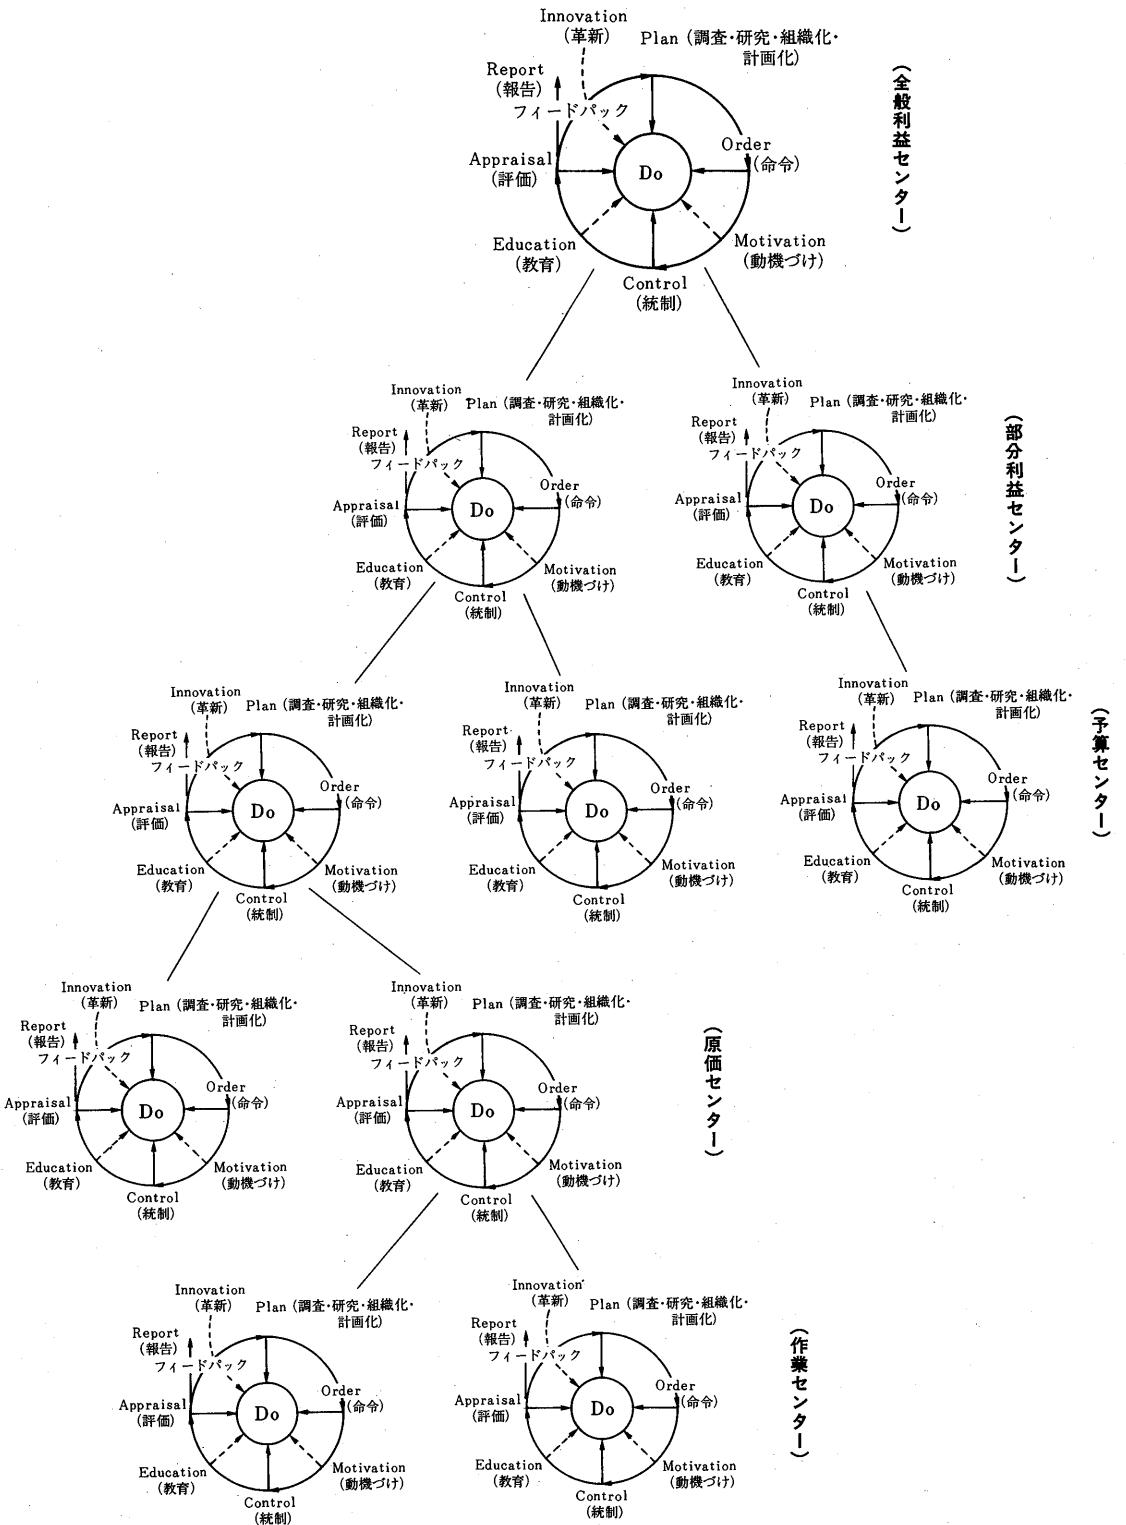 Innovation
(革新)
Plan (調査・研究・組織化・
計画化)
Report
(報告)
フィードバック
Order
(命令)
Appraisal
(評価)
Do
Education
(教育)
Motivation
(動機づけ)
Control
(統制)
(全般利益センター)
Innovation
(革新)
Plan (調査・研究・組織化・
計画化)
Report
(報告)
フィードバック
Order
(命令)
Appraisal
(評価)
Do
Education
(教育)
Motivation
(動機づけ)
Control
(統制)
Innovation
(革新)
Plan (調査・研究・組織化・
計画化)
Report
(報告)
フィードバック
Order
(命令)
Appraisal
(評価)
Do
Education
(教育)
Motivation
(動機づけ)
Control
(統制)
(部分利益センター)
Innovation
(革新)
Plan (調査・研究・組織化・
計画化)
Report
(報告)
フィードバック
Order
(命令)
Appraisal
(評価)
Do
Education
(教育)
Motivation
(動機づけ)
Control
(統制)
Innovation
(革新)
Plan (調査・研究・組織化・
計画化)
Report
(報告)
フィードバック
Order
(命令)
Appraisal
(評価)
Do
Education
(教育)
Motivation
(動機づけ)
Control
(統制)
Innovation
(革新)
Plan (調査・研究・組織化・
計画化)
Report
(報告)
フィードバック
Order
(命令)
Appraisal
(評価)
Do
Education
(教育)
Motivation
(動機づけ)
Control
(統制)
(予算センター)
Innovation
(革新)
Plan (調査・研究・組織化・
計画化)
Report
(報告)
フィードバック
Order
(命令)
Appraisal
(評価)
Do
Education
(教育)
Motivation
(動機づけ)
Control
(統制)
Innovation
(革新)
Plan (調査・研究・組織化・
計画化)
Report
(報告)
フィードバック
Order
(命令)
Appraisal
(評価)
Do
Education
(教育)
Motivation
(動機づけ)
Control
(統制)
(原価センター)
Innovation
(革新)
Plan (調査・研究・組織化・
計画化)
Report
(報告)
フィードバック
Order
(命令)
Appraisal
(評価)
Do
Education
(教育)
Motivation
(動機づけ)
Control
(統制)
Innovation
(革新)
Plan (調査・研究・組織化・
計画化)
Report
(報告)
フィードバック
Order
(命令)
Appraisal
(評価)
Do
Education
(教育)
Motivation
(動機づけ)
Control
(統制)
(作業センター)